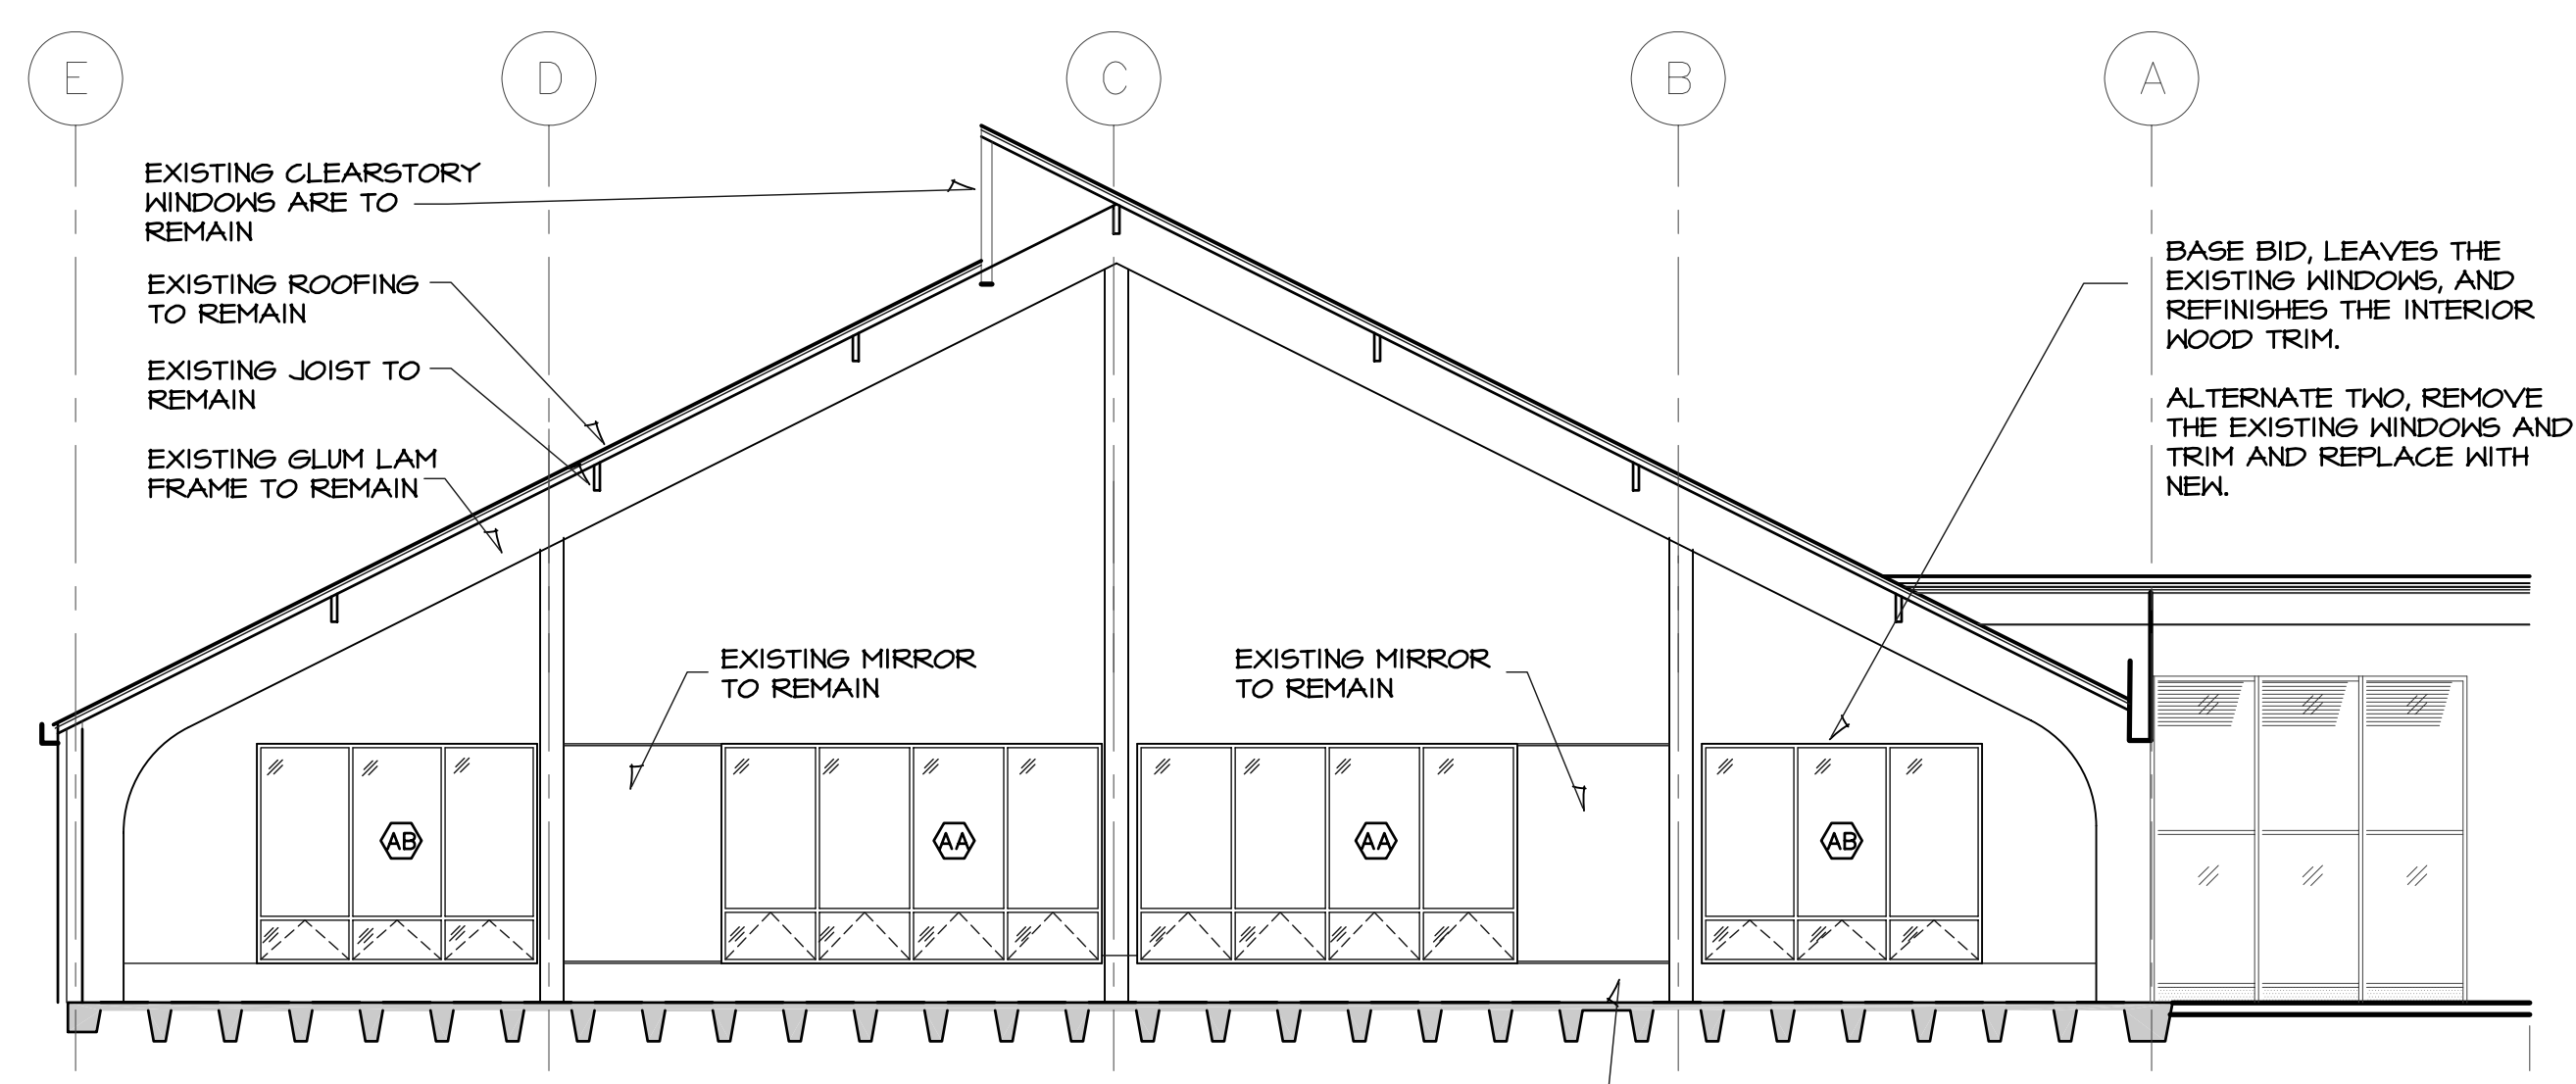 E
D
C
B
A
EXISTING CLEARSTORY
WINDOWS ARE TO
REMAIN
EXISTING ROOFING
TO REMAIN
EXISTING JOIST TO
REMAIN
EXISTING GLUM LAM
FRAME TO REMAIN
BASE BID, LEAVES THE
EXISTING WINDOWS, AND
REFINISHES THE INTERIOR
WOOD TRIM.
ALTERNATE TWO, REMOVE
THE EXISTING WINDOWS AND
TRIM AND REPLACE WITH
NEW.
EXISTING MIRROR
TO REMAIN
EXISTING MIRROR
TO REMAIN
AB
AA
AA
AB